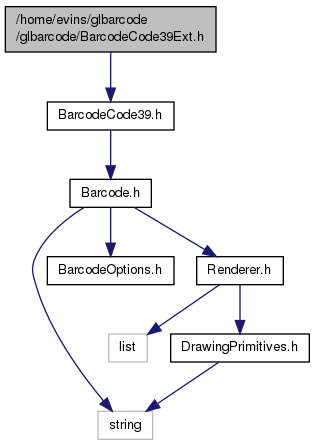 /home/evins/glbarcode
/glbarcode/BarcodeCode39Ext.h
BarcodeCode39.h
Barcode.h
BarcodeOptions.h
Renderer.h
list
DrawingPrimitives.h
string